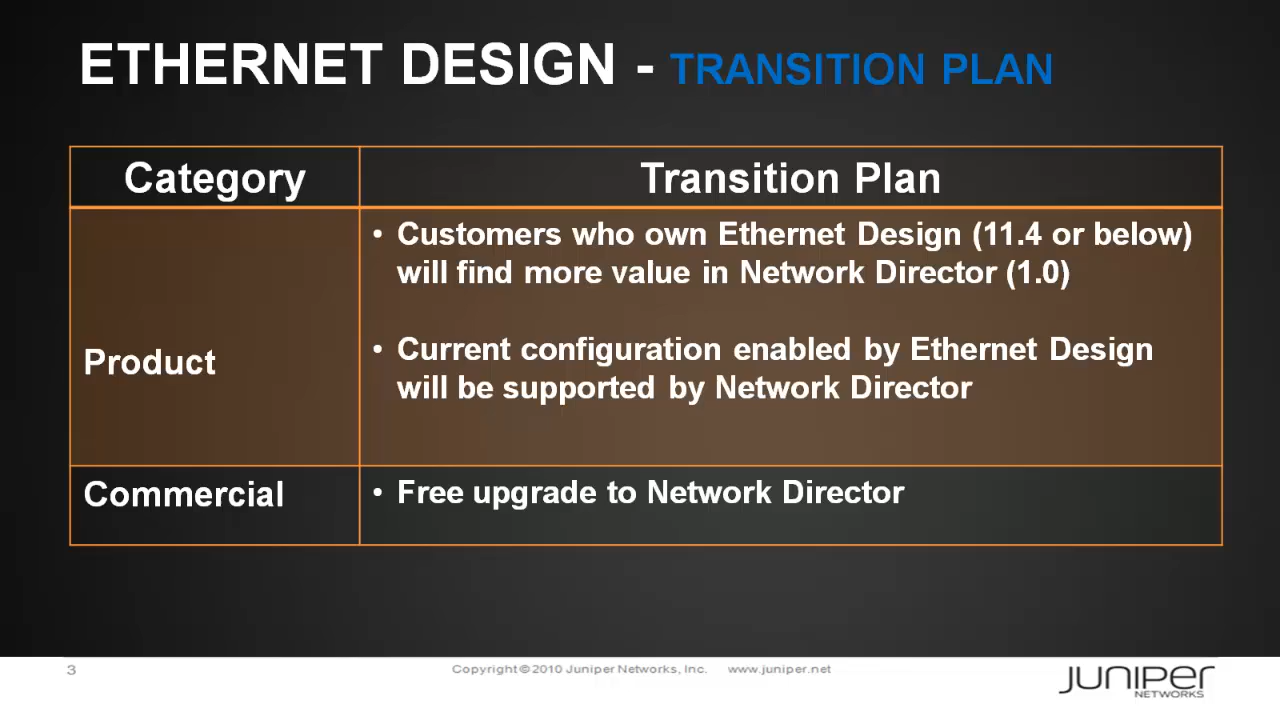 ETHERNET DESIGN - TRANSITION PLAN
Category
Transition Plan
Product
• Customers who own Ethernet Design (11.4 or below)
will find more value in Network Director (1.0)
• Current configuration enabled by Ethernet Design
will be supported by Network Director
Commercial
• Free upgrade to Network Director
3
Copyright © 2010 Juniper Networks, Inc. www.juniper.net
JUNIPER
NETWORKS